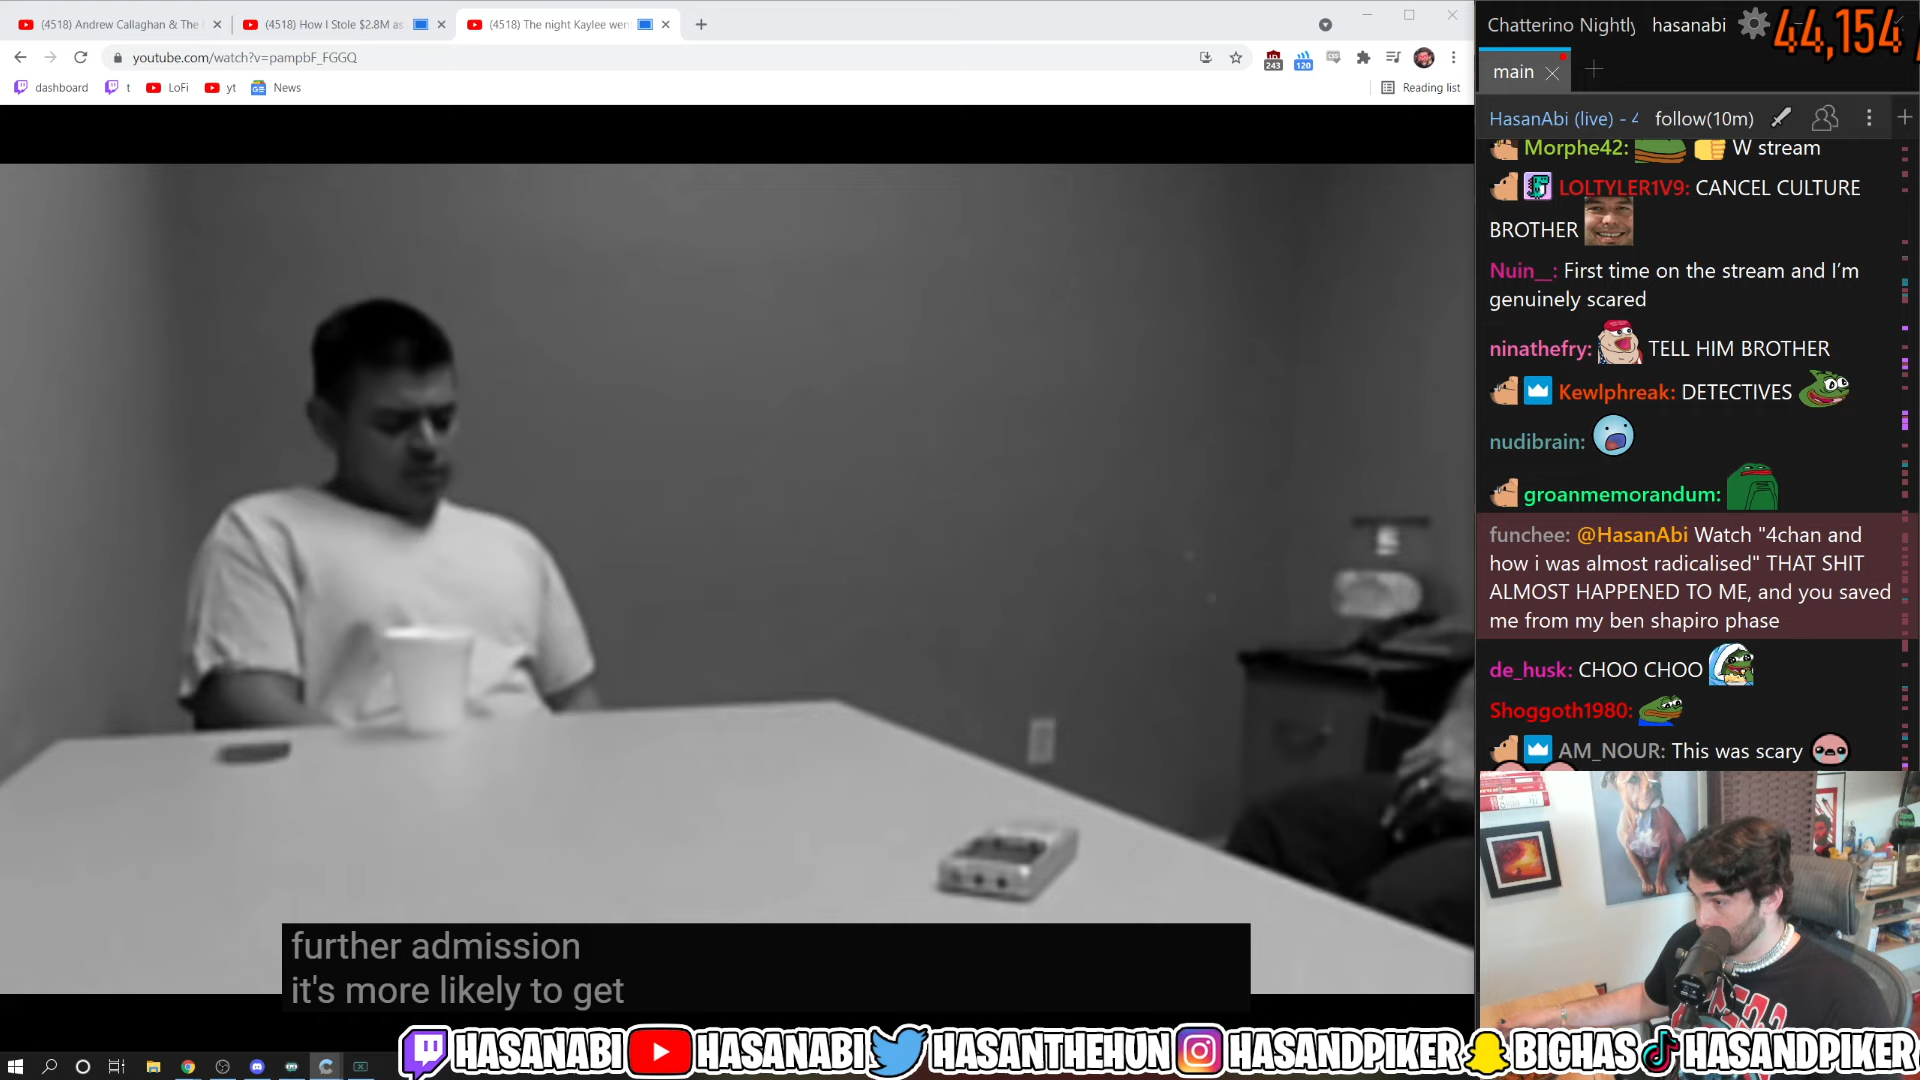 (4518) Andrew Callaghan & The
(4518) How I Stole $2.8M as
(4518) The night Kaylee wen
youtube.com/watch?v=pampbF_FGGQ
243
120
dashboard
t
LoFi
yt
News
Reading list
further admission
it's more likely to get
Chatterino Nightly
hasanabi
44,154
main
HasanAbi (live) - 4
follow(10m)
Morphe42: W stream
LOLTYLER1V9: CANCEL CULTURE
BROTHER
Nuin__: First time on the stream and I'm
genuinely scared
ninathefry: TELL HIM BROTHER
Kewlphreak: DETECTIVES
nudibrain:
groanmemorandum:
funchee: @HasanAbi Watch "4chan and
how i was almost radicalised" THAT SHIT
ALMOST HAPPENED TO ME, and you saved
me from my ben shapiro phase
de_husk: CHOO CHOO
Shoggoth1980:
AM_NOUR: This was scary
HASANABI HASANABI HASANTHEHUN HASANDPIKER BIGHAS HASANDPIKER